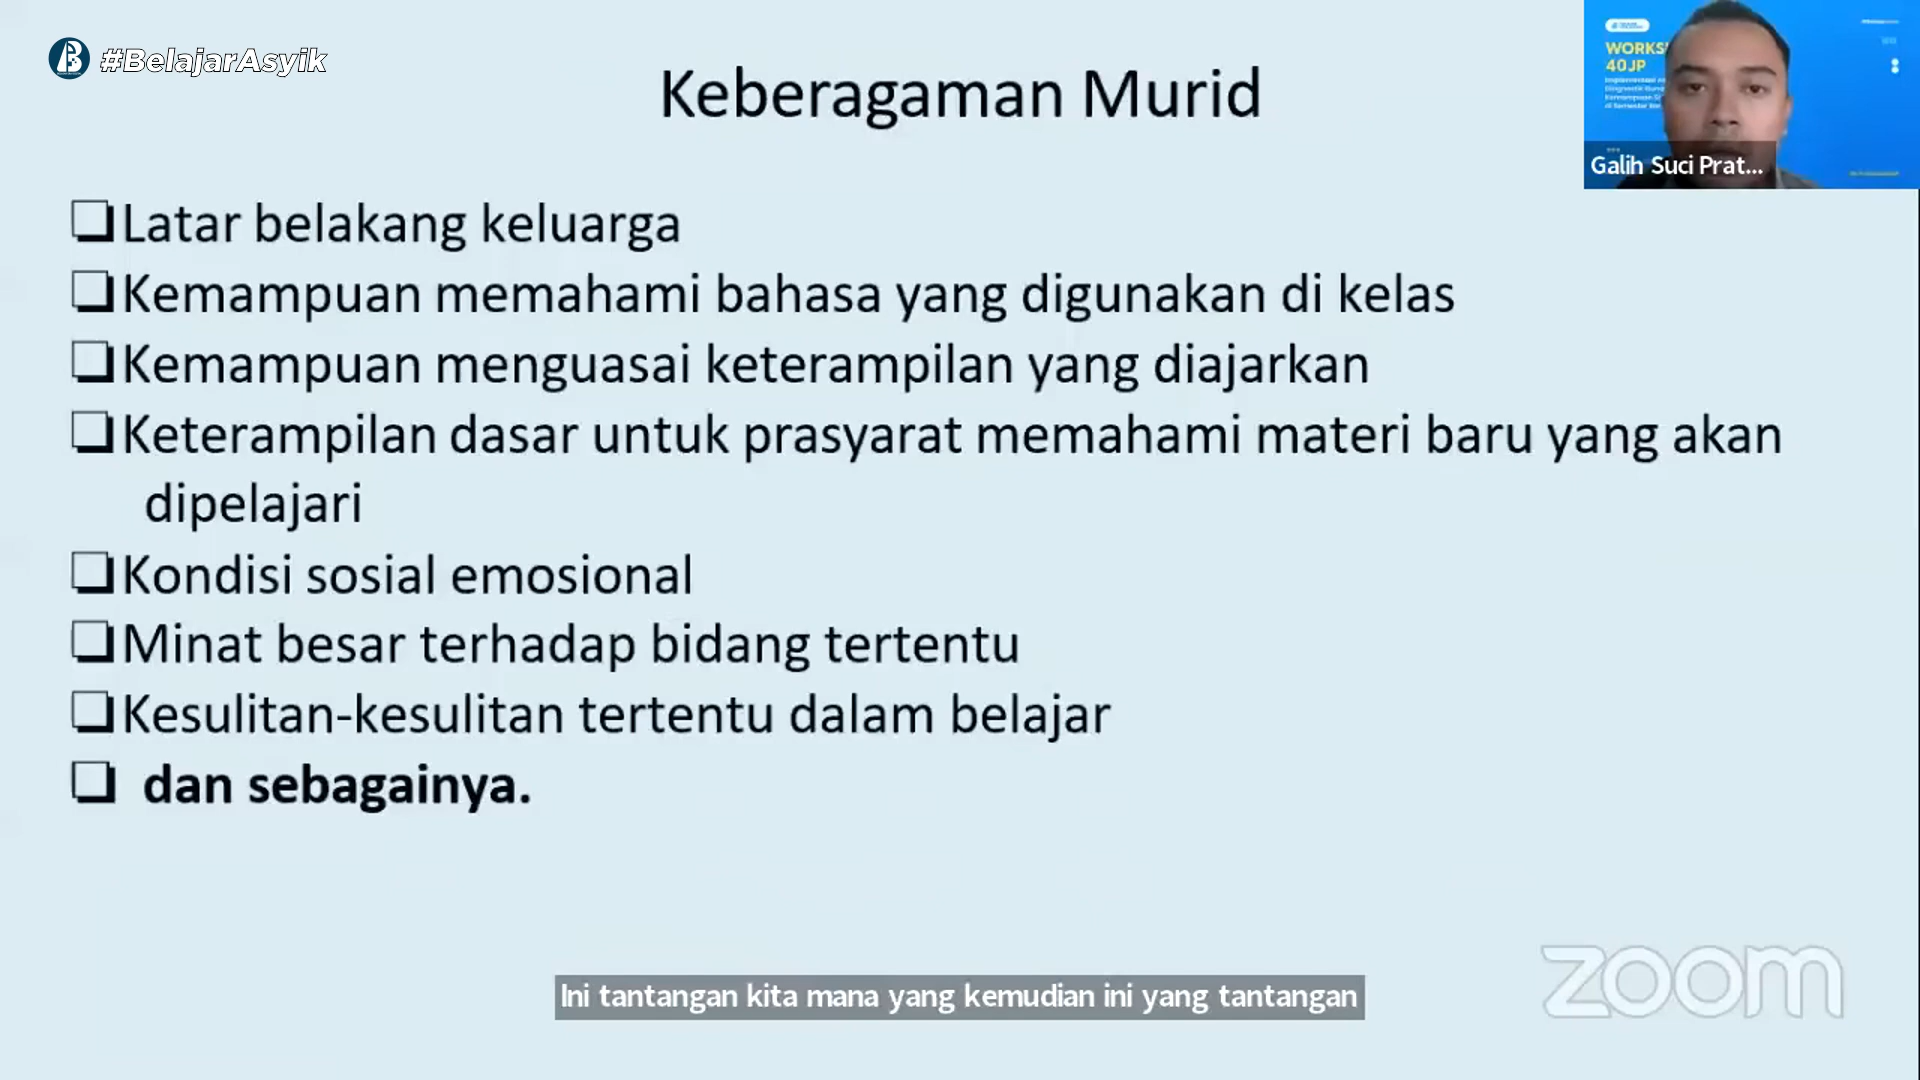 #BelajarAsyik
Keberagaman Murid
WORKS
40JP
Galih Suci Prat...
❏Latar belakang keluarga
❏Kemampuan memahami bahasa yang digunakan di kelas
❏Kemampuan menguasai keterampilan yang diajarkan
❏Keterampilan dasar untuk prasyarat memahami materi baru yang akan
dipelajari
❏Kondisi sosial emosional
❏Minat besar terhadap bidang tertentu
❏Kesulitan-kesulitan tertentu dalam belajar
❏ dan sebagainya.
Ini tantangan kita mana yang kemudian ini yang tantangan
zoom